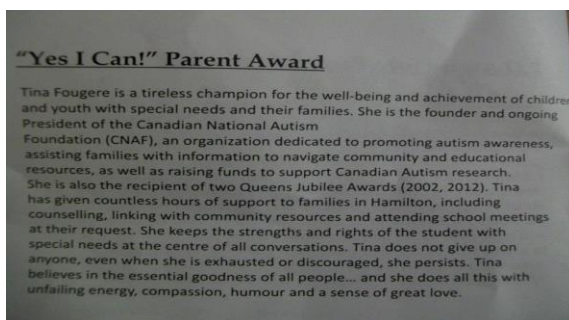 “Yes I Can!” Parent Award
Tina Fougere is a tireless champion for the well-being and achievement of children
and youth with special needs and their families. She is the founder and ongoing
President of the Canadian National Autism
Foundation (CNAF), an organization dedicated to promoting autism awareness,
assisting families with information to navigate community and educational
resources, as well as raising funds to support Canadian Autism research.
She is also the recipient of two Queens Jubilee Awards (2002, 2012). Tina
has given countless hours of support to families in Hamilton, including
counselling, linking with community resources and attending school meetings
at their request. She keeps the strengths and rights of the student with
special needs at the centre of all conversations. Tina does not give up on
anyone, even when she is exhausted or discouraged, she persists. Tina
believes in the essential goodness of all people... and she does all this with
unfailing energy, compassion, humour and a sense of great love.